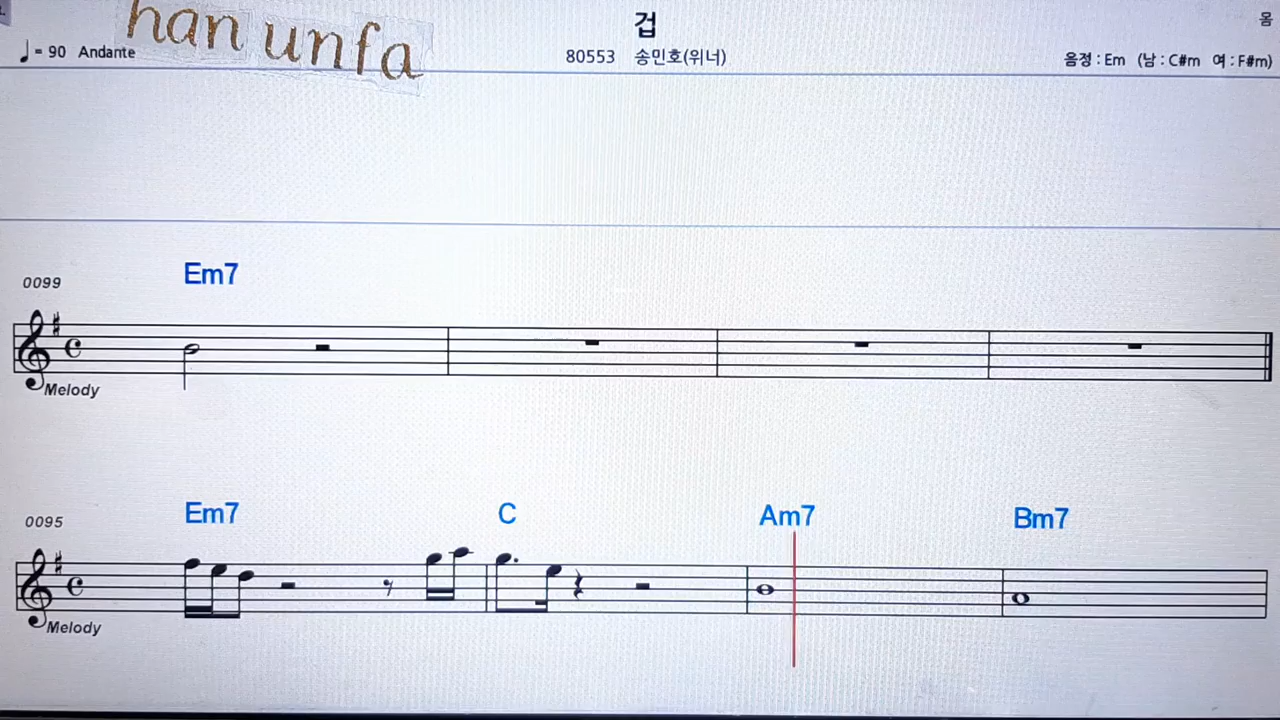 han unfa
겁
몸
♩ = 90 Andante
80553 송민호(위너)
음정 : Em (남 : C#m 여 : F#m)
0099
Em7
Melody
0095
Em7 C Am7 Bm7
Melody